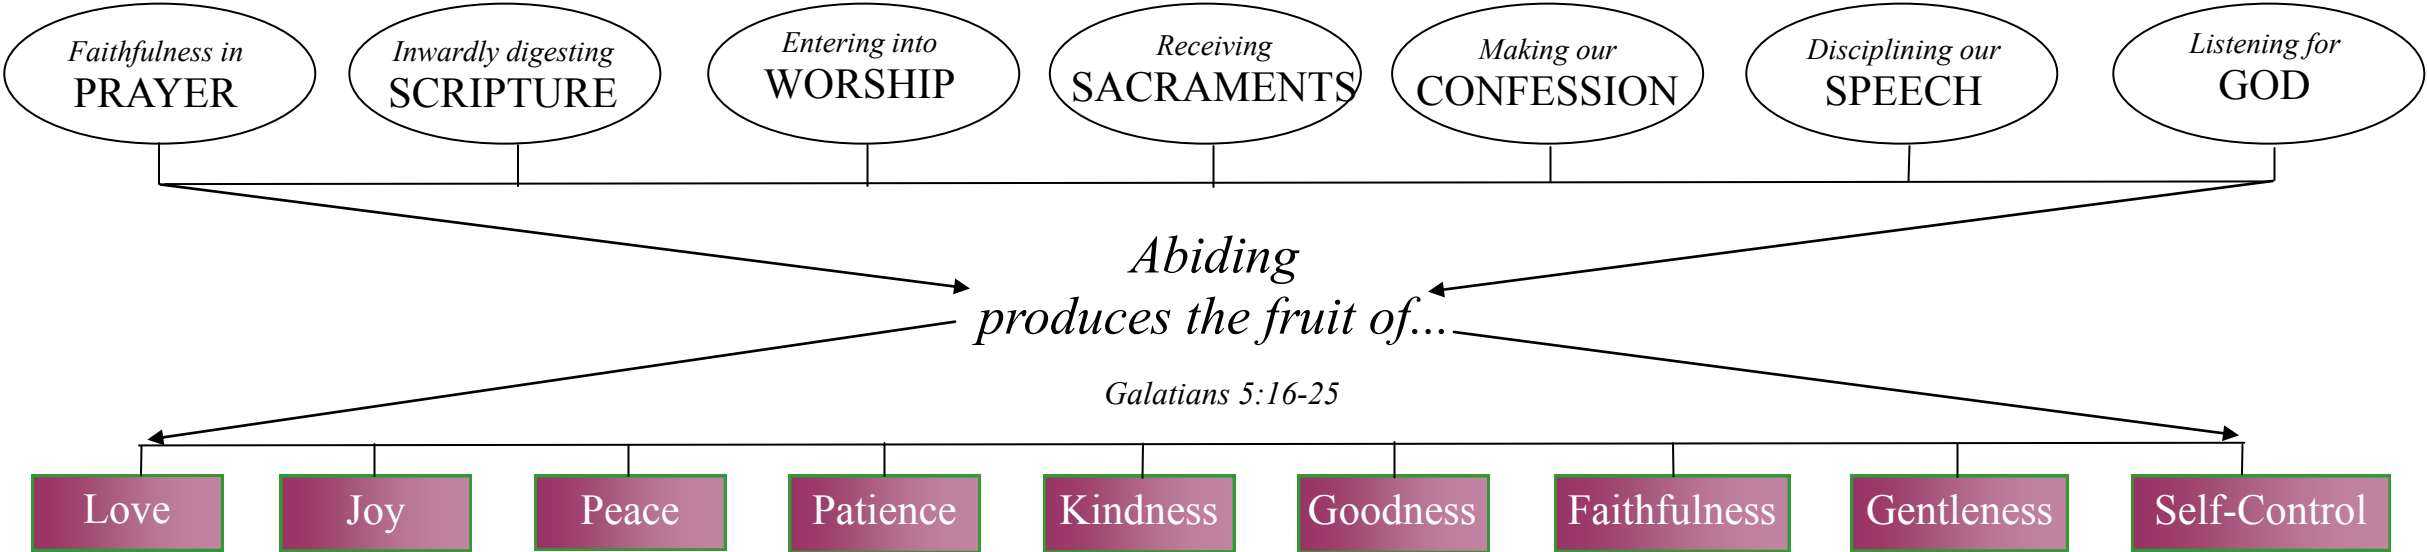 Faithfulness in
PRAYER
Inwardly digesting
SCRIPTURE
Entering into
WORSHIP
Receiving
SACRAMENTS
Making our
CONFESSION
Disciplining our
SPEECH
Listening for
GOD
Abiding
produces the fruit of...
Galatians 5:16-25
Love
Joy
Peace
Patience
Kindness
Goodness
Faithfulness
Gentleness
Self-Control